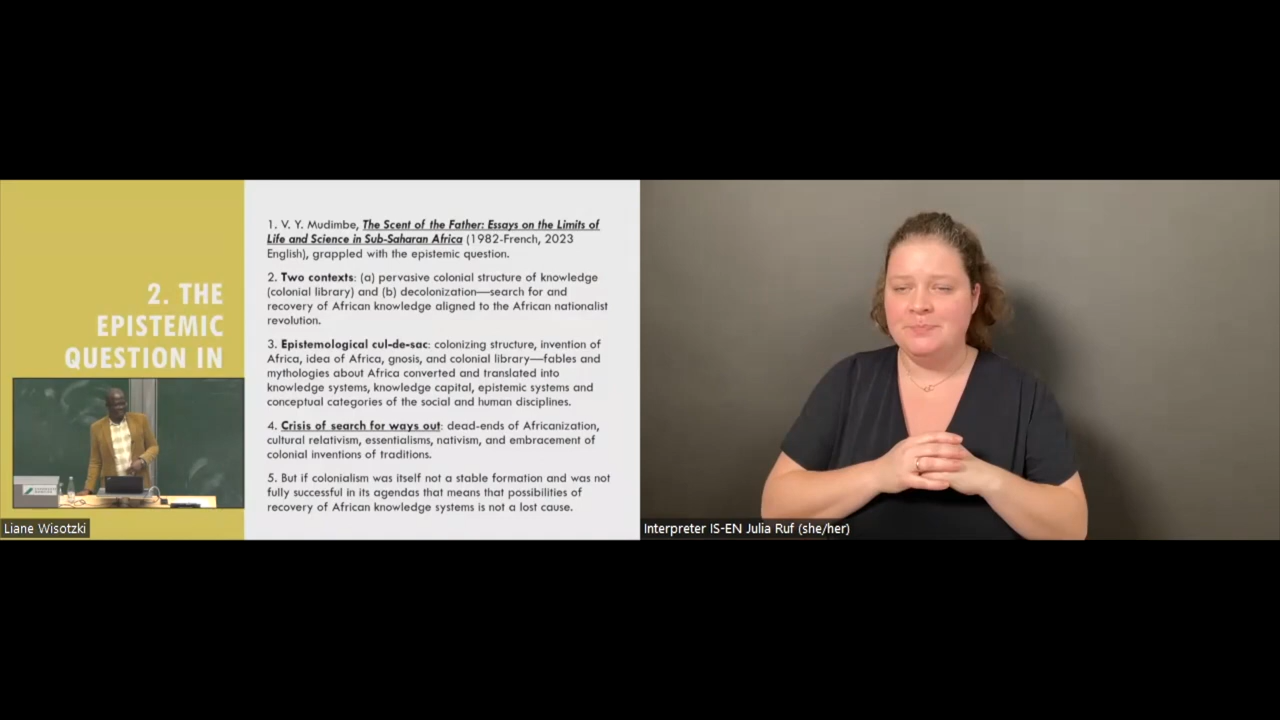 2. THE
EPISTEMIC
QUESTION IN
1. V. Y. Mudimbe, The Scent of the Father: Essays on the Limits of
Life and Science in Sub-Saharan Africa (1982-French, 2023
English), grappled with the epistemic question.
2. Two contexts: (a) pervasive colonial structure of knowledge
(colonial library) and (b) decolonization—search for and
recovery of African knowledge aligned to the African nationalist
revolution.
3. Epistemological cul-de-sac: colonizing structure, invention of
Africa, idea of Africa, gnosis, and colonial library—fables and
mythologies about Africa converted and translated into
knowledge systems, knowledge capital, epistemic systems and
conceptual categories of the social and human disciplines.
4. Crisis of search for ways out: dead-ends of Africanization,
cultural relativism, essentialisms, nativism, and embracement of
colonial inventions of traditions.
5. But if colonialism was itself not a stable formation and was not
fully successful in its agendas that means that possibilities of
recovery of African knowledge systems is not a lost cause.
Liane Wisotzki
Interpreter IS-EN Julia Ruf (she/her)